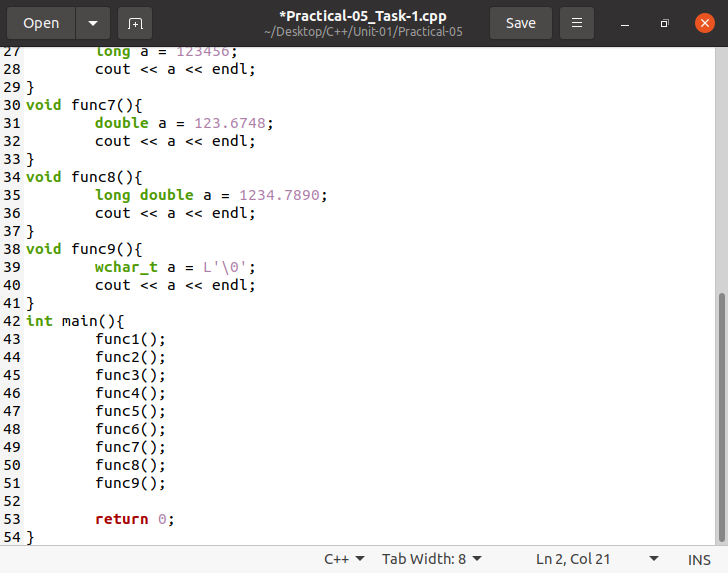 Open
*Practical-05_Task-1.cpp
~/Desktop/C++/Unit-01/Practical-05
Save
27 long a = 123456;
28 cout << a << endl;
29 }
30 void func7(){
31 double a = 123.6748;
32 cout << a << endl;
33 }
34 void func8(){
35 long double a = 1234.7890;
36 cout << a << endl;
37 }
38 void func9(){
39 wchar_t a = L'\0';
40 cout << a << endl;
41 }
42 int main(){
43 func1();
44 func2();
45 func3();
46 func4();
47 func5();
48 func6();
49 func7();
50 func8();
51 func9();
52
53 return 0;
54 }
C++ Tab Width: 8 Ln 2, Col 21 INS